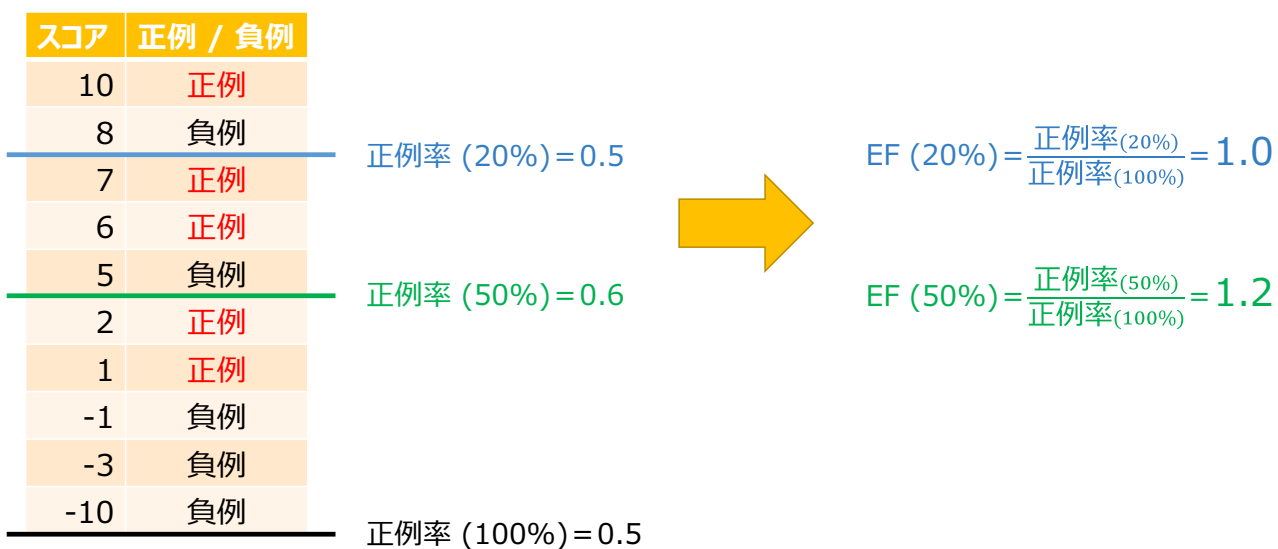 スコア 正例 / 負例
10 正例
8 負例
7 正例
6 正例
5 負例
2 正例
1 正例
-1 負例
-3 負例
-10 負例
正例率 (20%)=0.5
正例率 (50%)=0.6
正例率 (100%)=0.5
EF (20%)=正例率(20%)/正例率(100%)=1.0
EF (50%)=正例率(50%)/正例率(100%)=1.2